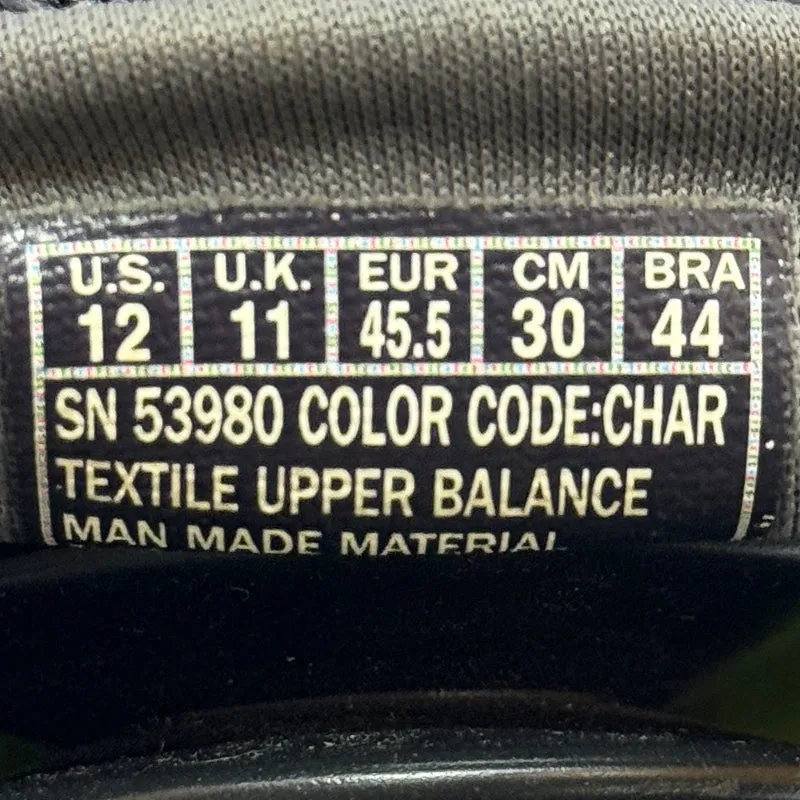 U.S. U.K. EUR CM BRA
12 11 45.5 30 44
SN 53980 COLOR CODE:CHAR
TEXTILE UPPER BALANCE
MAN MADE MATERIAL